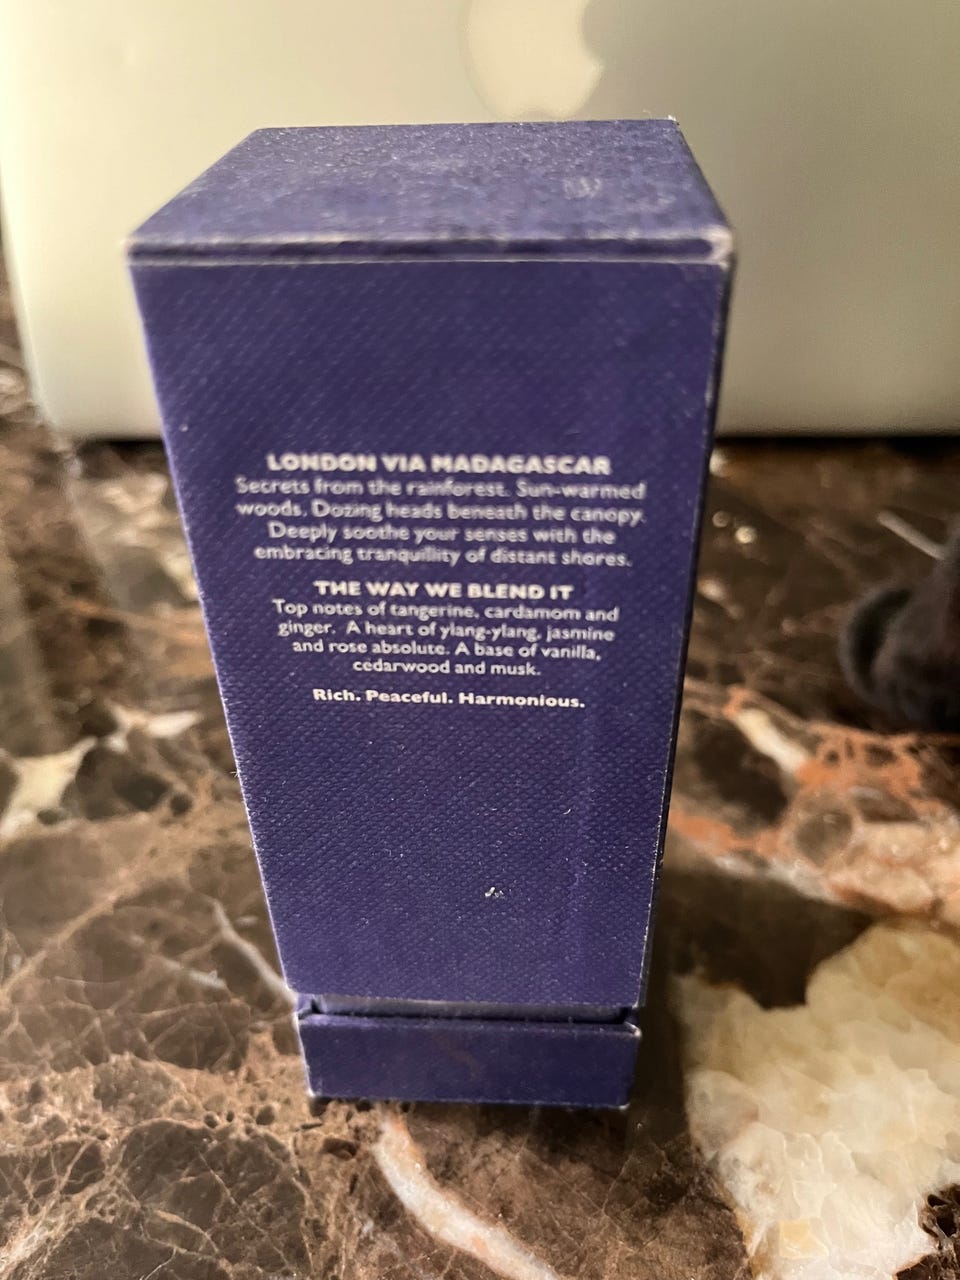 LONDON VIA MADAGASCAR
Secrets from the rainforest. Sun-warmed
woods. Dozing heads beneath the canopy.
Deeply soothe your senses with the
embracing tranquillity of distant shores.
THE WAY WE BLEND IT
Top notes of tangerine, cardamom and
ginger. A heart of ylang-ylang, jasmine
and rose absolute. A base of vanilla,
cedarwood and musk.
Rich. Peaceful. Harmonious.